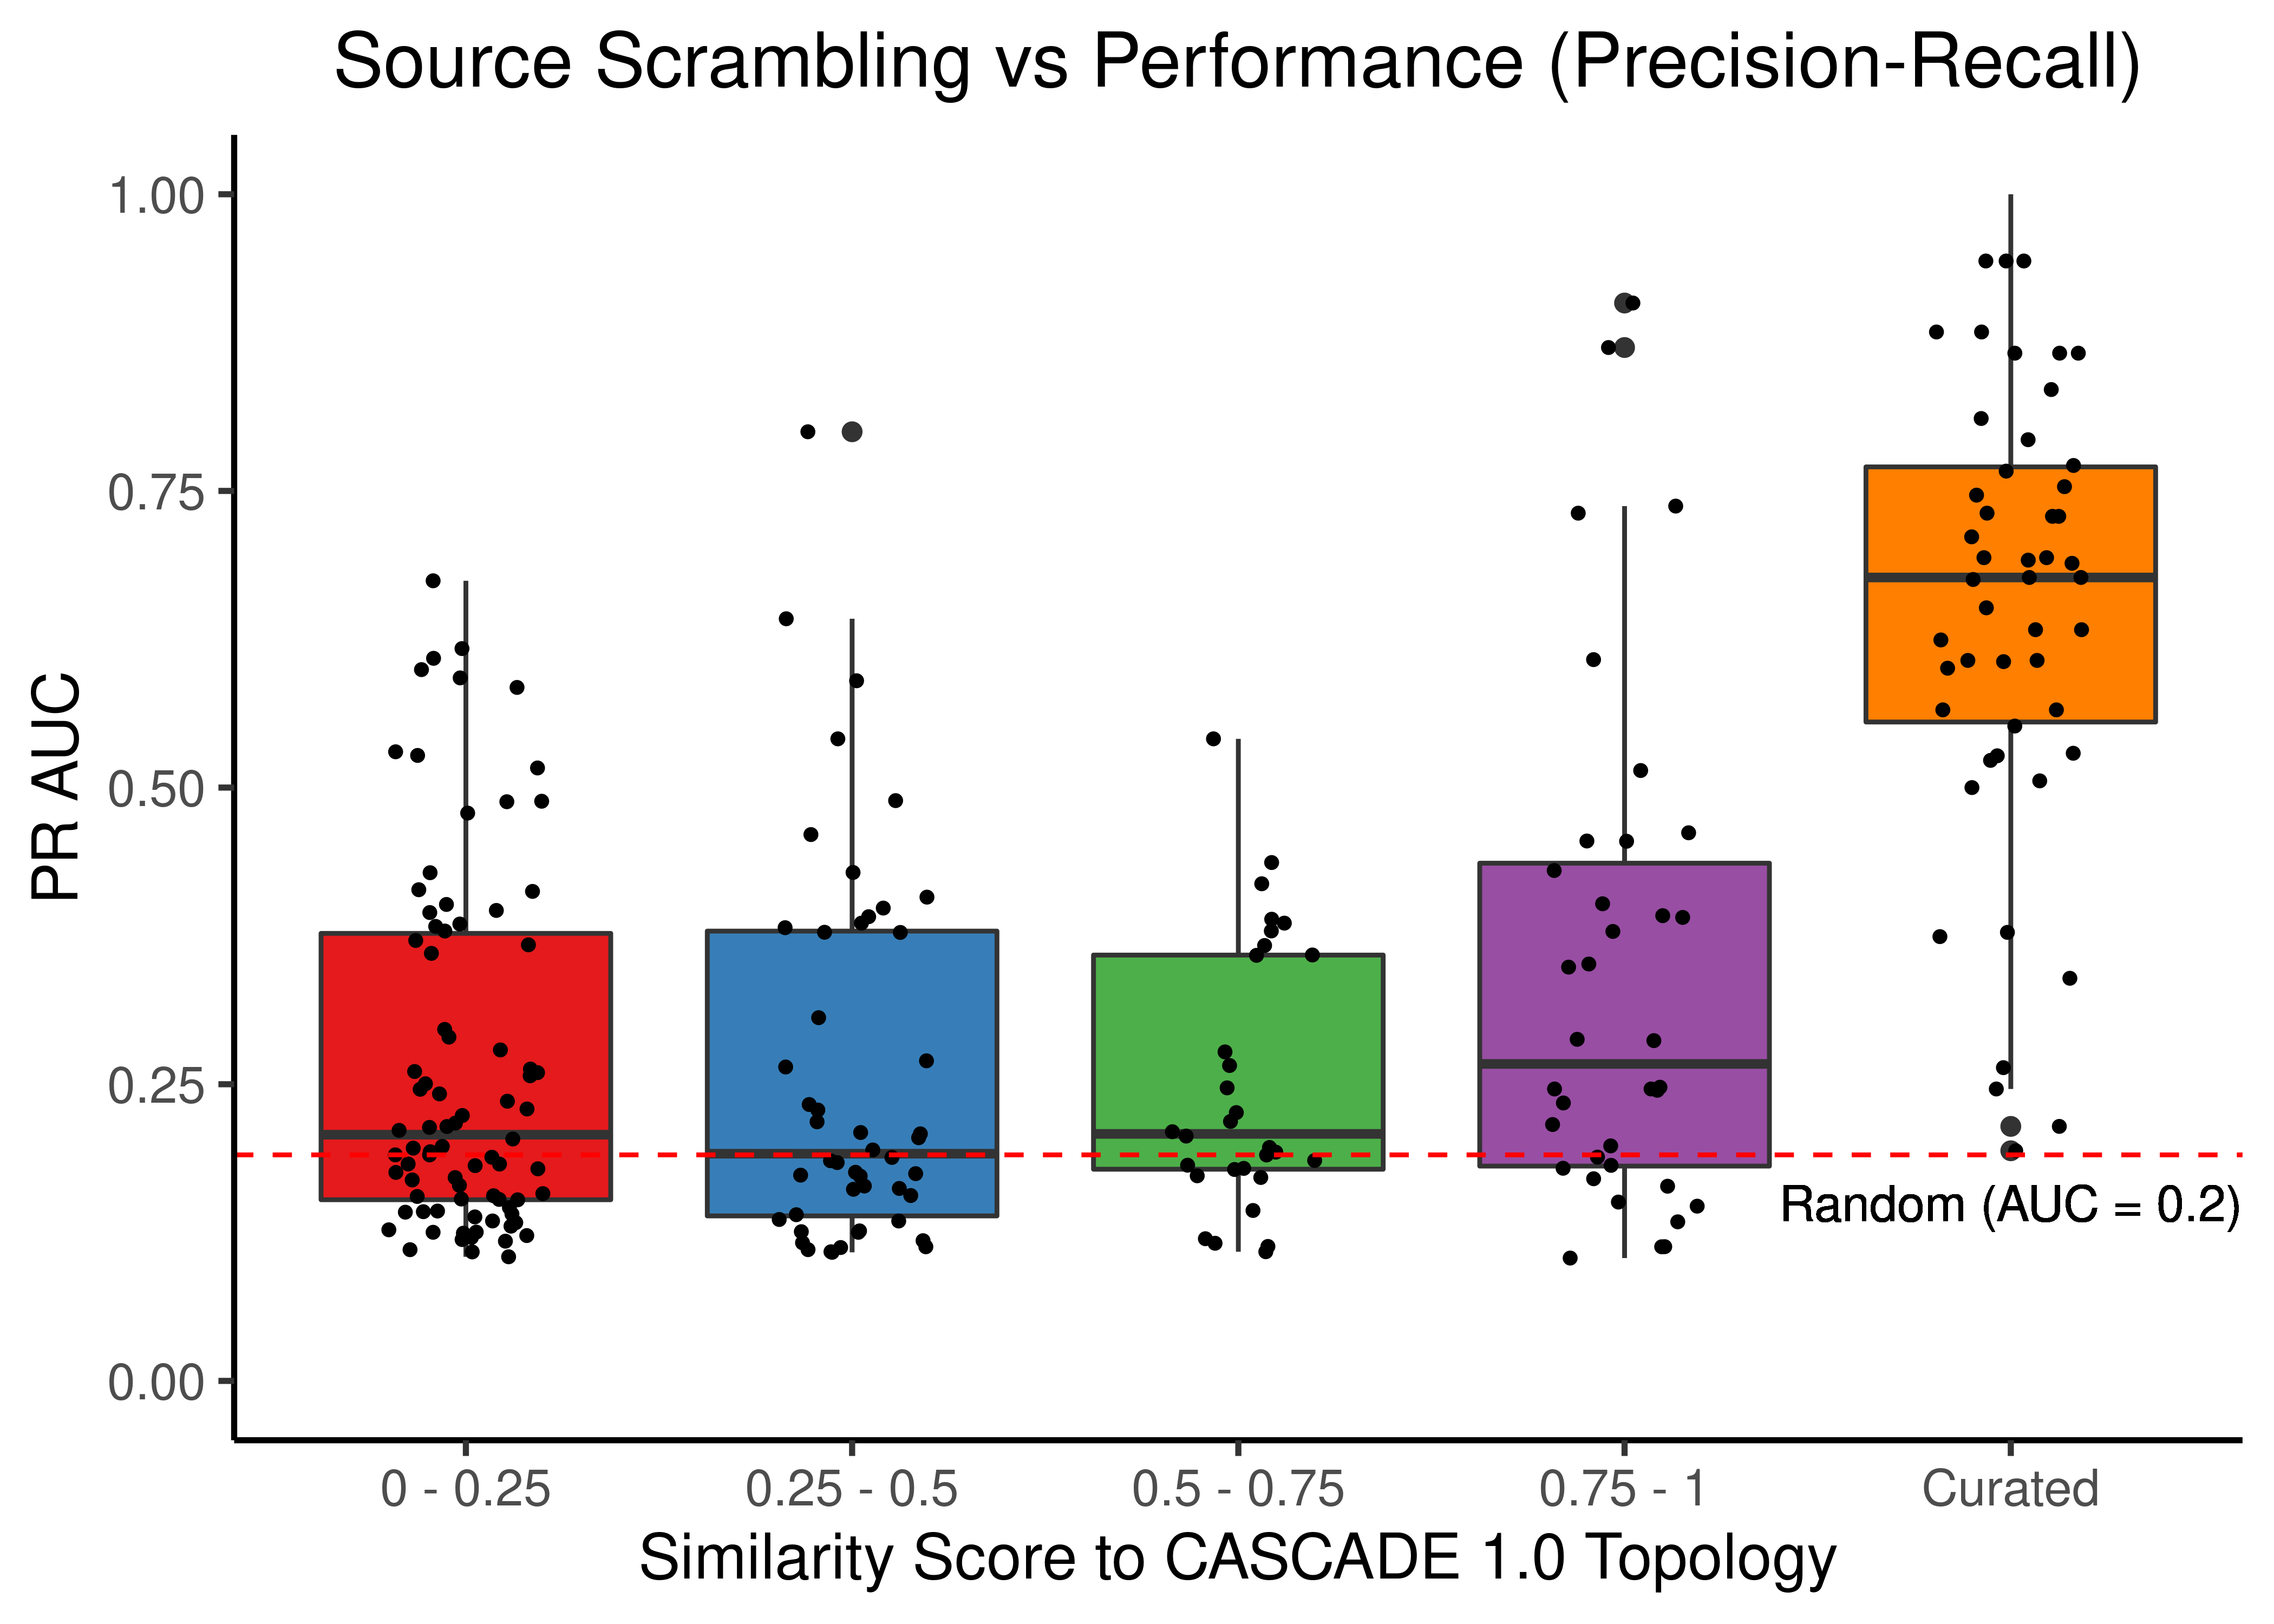 Source Scrambling vs Performance (Precision-Recall)
1.00
0.75
0.50
0.25
0.00
PR AUC
Random (AUC = 0.2)
0 - 0.25
0.25 - 0.5
0.5 - 0.75
0.75 - 1
Curated
Similarity Score to CASCADE 1.0 Topology